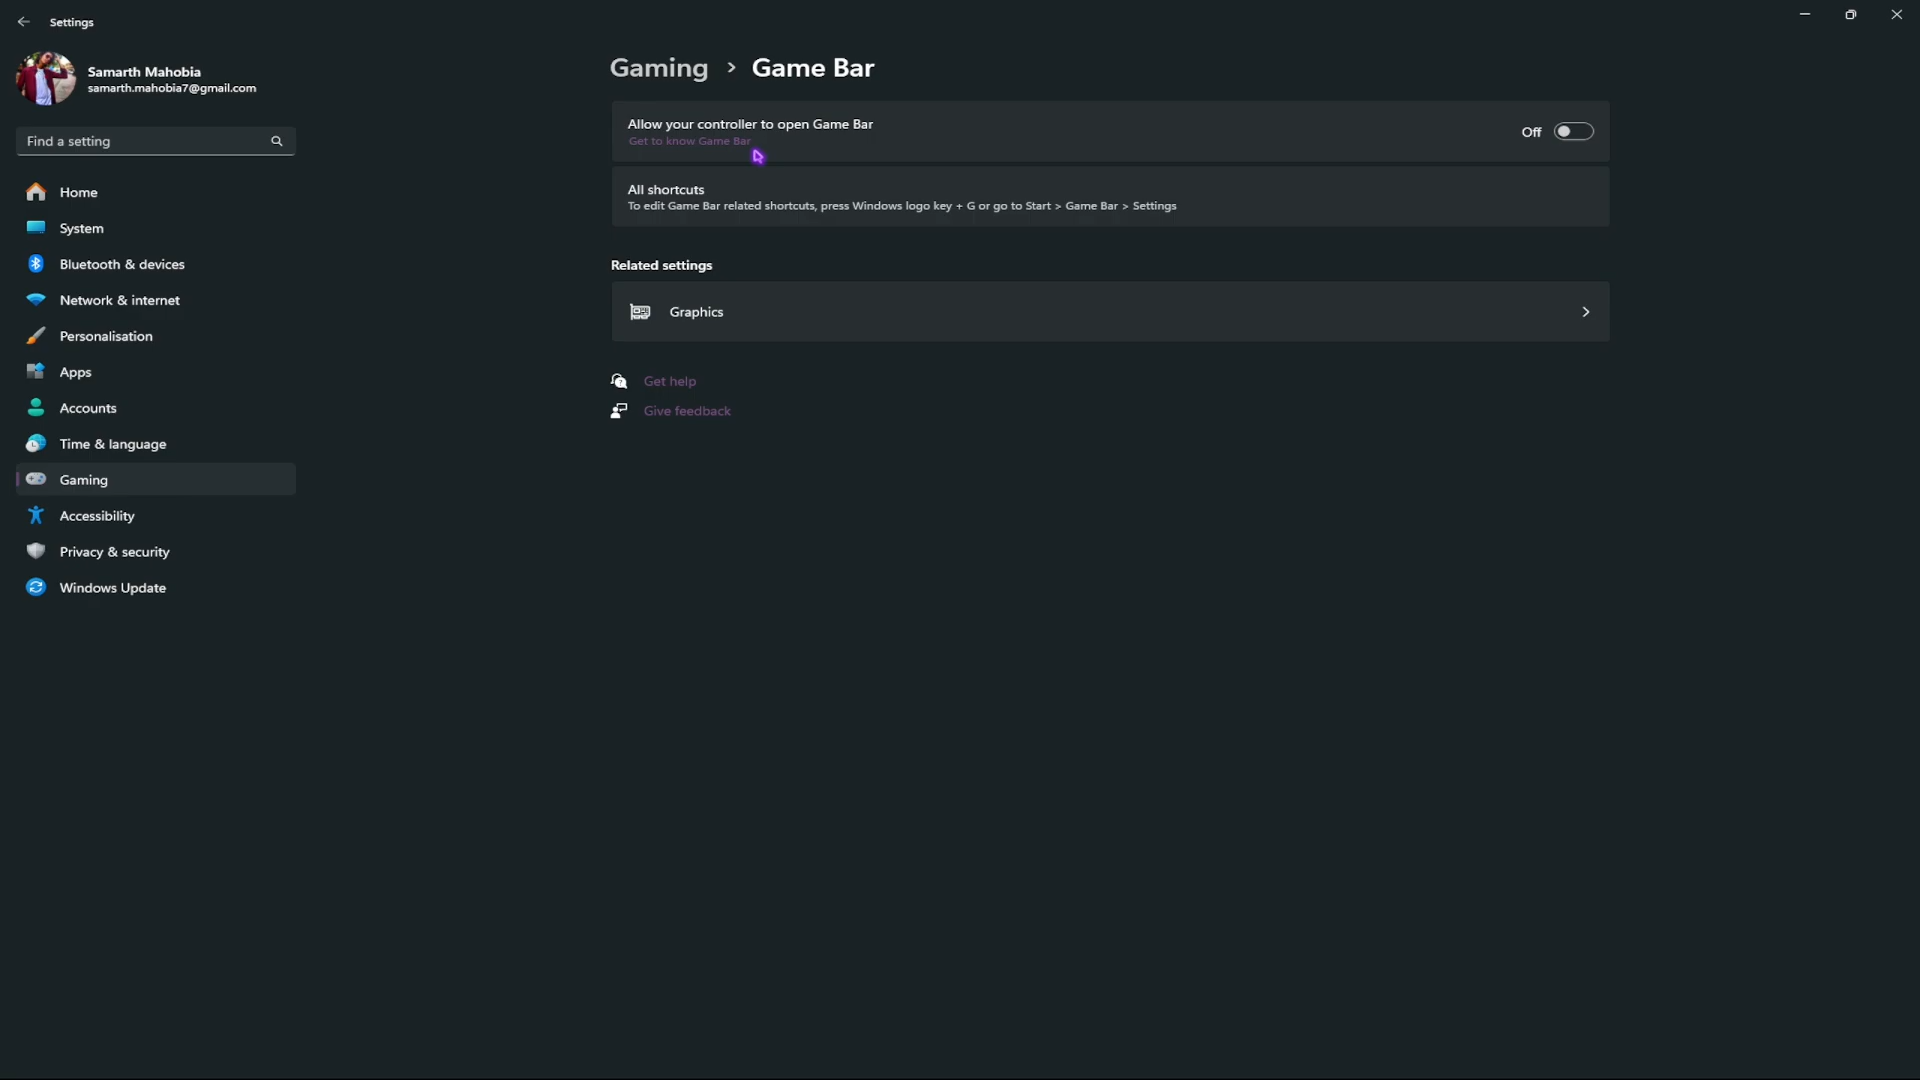 Settings
Samarth Mahobia
samarth.mahobia7@gmail.com
Find a setting
Home
System
Bluetooth & devices
Network & internet
Personalisation
Apps
Accounts
Time & language
Gaming
Accessibility
Privacy & security
Windows Update
Gaming > Game Bar
Allow your controller to open Game Bar
Get to know Game Bar
Off
All shortcuts
To edit Game Bar related shortcuts, press Windows logo key + G or go to Start > Game Bar > Settings
Related settings
Graphics
Get help
Give feedback